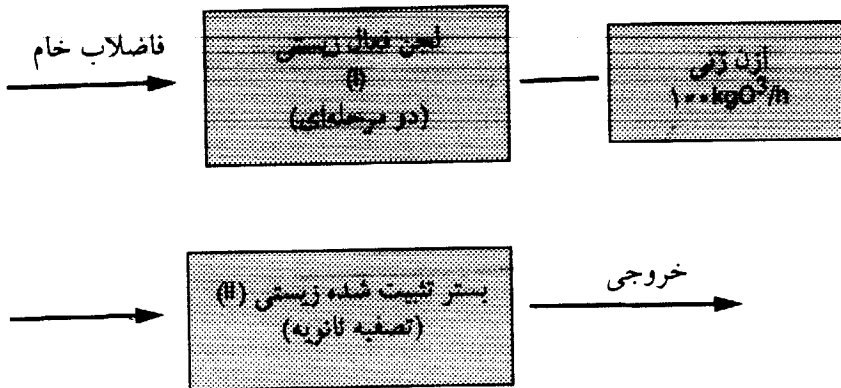 فاضلاب خام
لجن فعال زیستی
(I)
(دو مرحله‌ای)
ازن زنی
۱۰۰kgO³/h
بستر تثبیت شده زیستی (II)
(تصفیه ثانویه)
خروجی